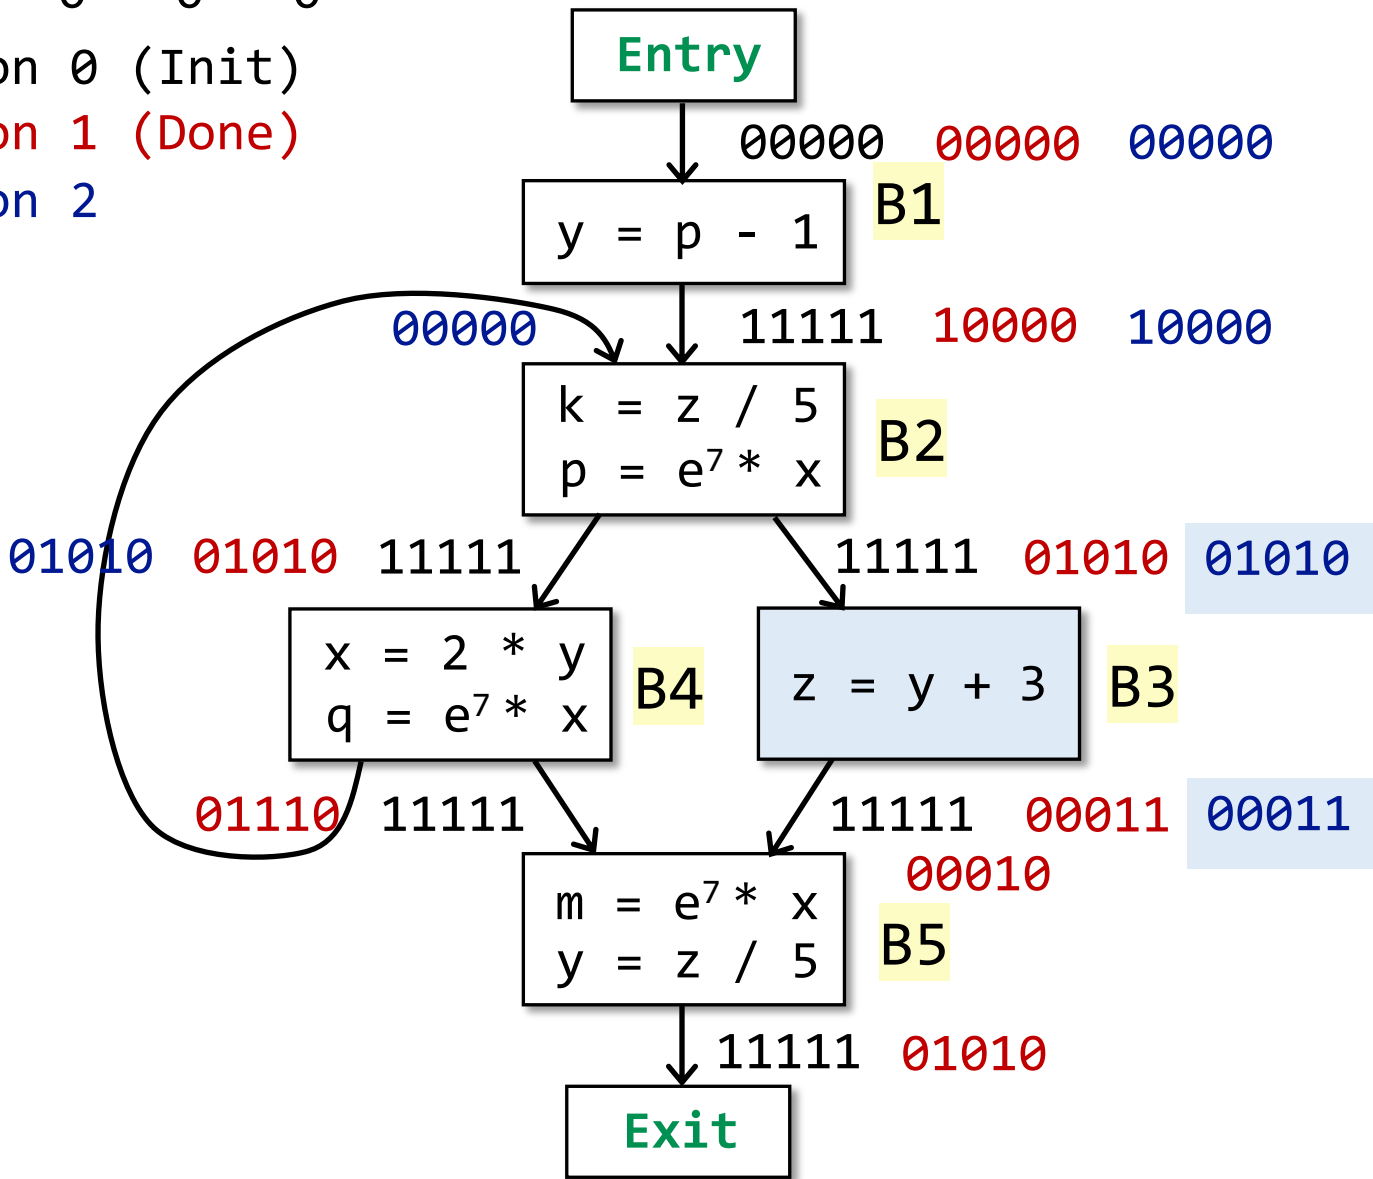 Entry
on 0 (Init)
on 1 (Done)
00000 00000 00000
on 2
B1
y = p - 1
00000
11111 10000 10000
k = z / 5
p = e⁷ * x
B2
01010 01010 11111
11111 01010 01010
x = 2 * y
q = e⁷ * x
B4
z = y + 3
B3
01110 11111
11111 00011 00011
00010
m = e⁷ * x
y = z / 5
B5
11111 01010
Exit